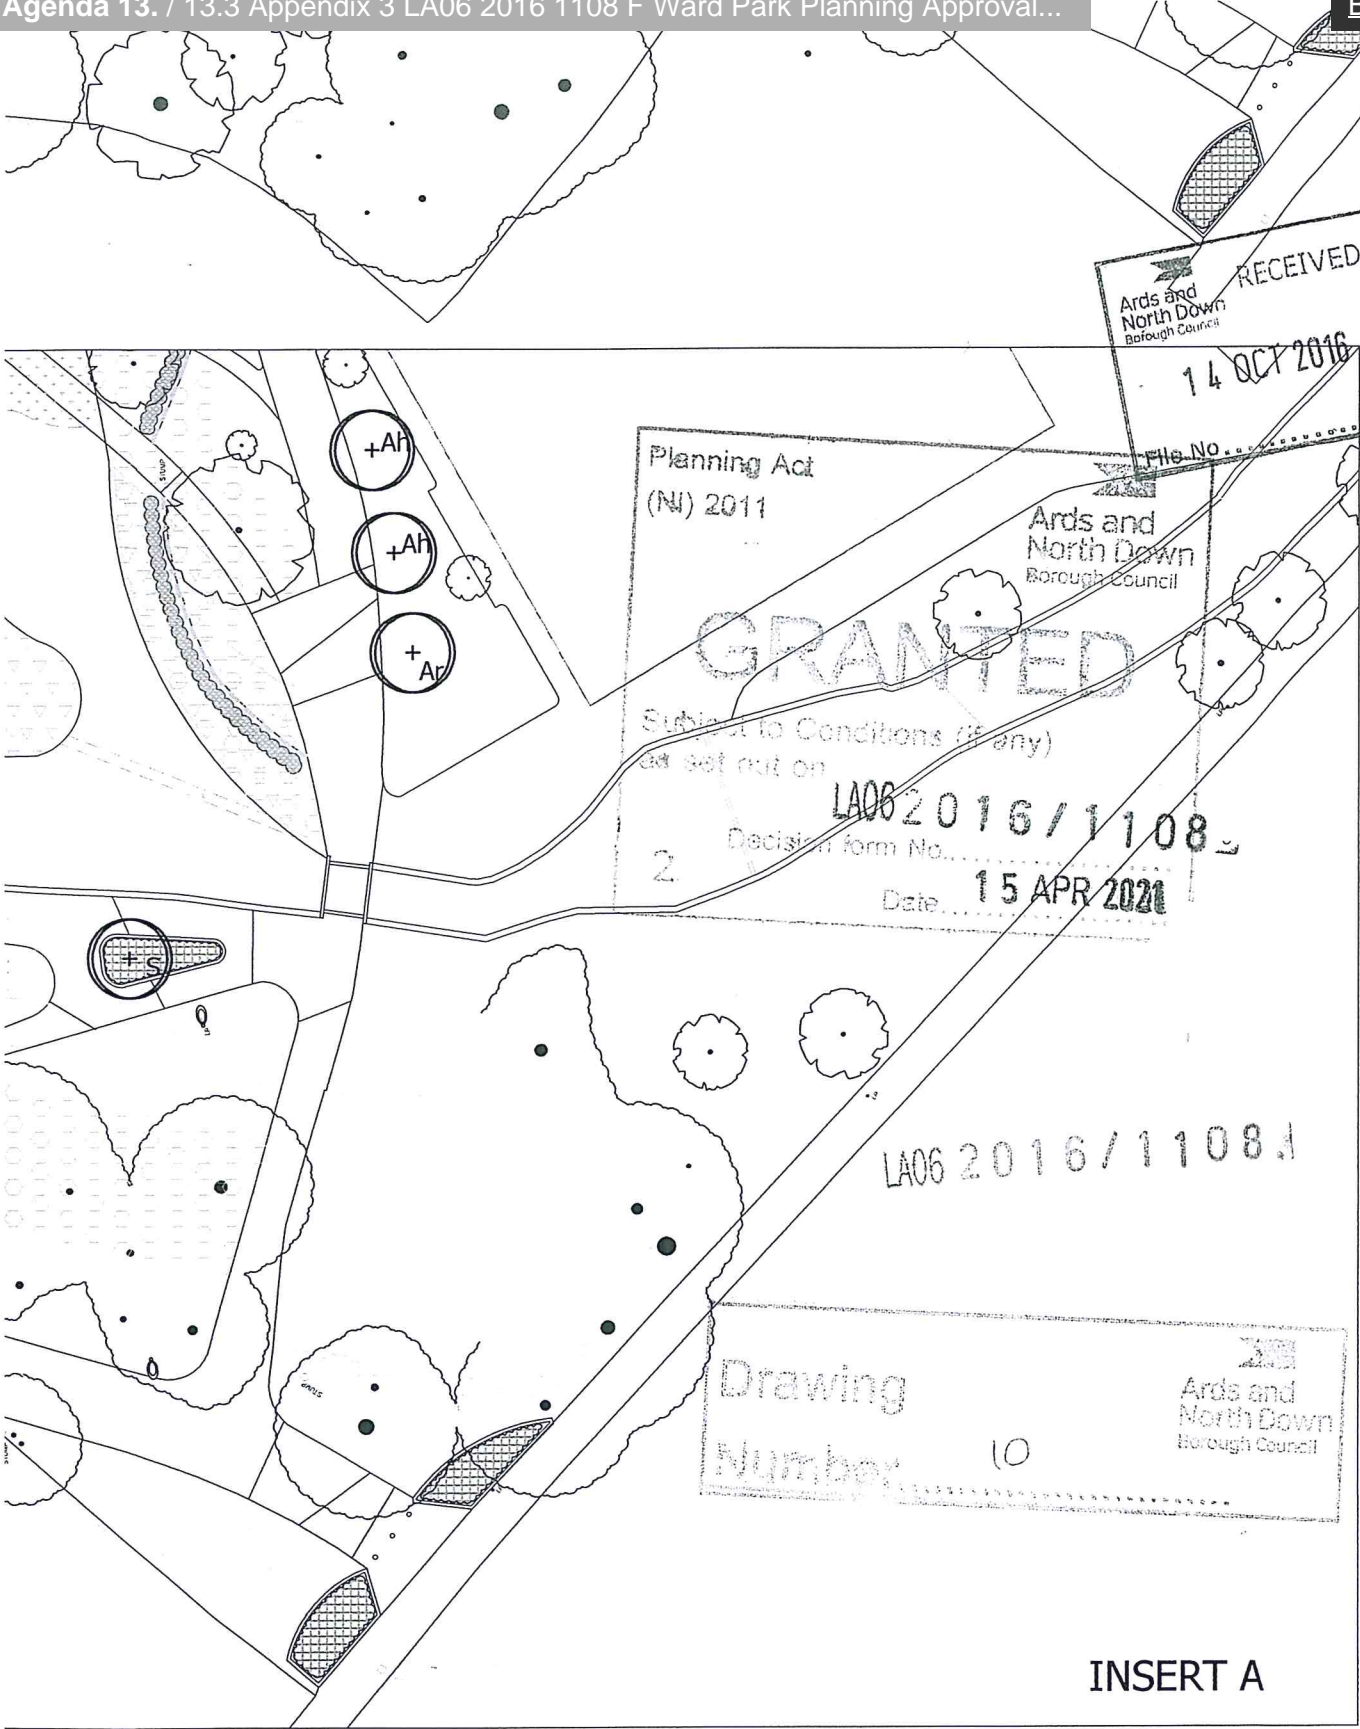 Agenda 13. / 13.3 Appendix 3 LA06 2016 1108 F Ward Park Planning Approval...
RECEIVED
Ards and
North Down
Borough Council
14 OCT 2016
File No
Ah
Ah
Ar
S
Planning Act
(NI) 2011
Ards and
North Down
Borough Council
GRANTED
Subject to Conditions (if any)
as set out on
LA06 2016/1108
Decision form No.
2
Date 15 APR 2021
LA06 2016/1108
Drawing
Number 10
Ards and
North Down
Borough Council
INSERT A